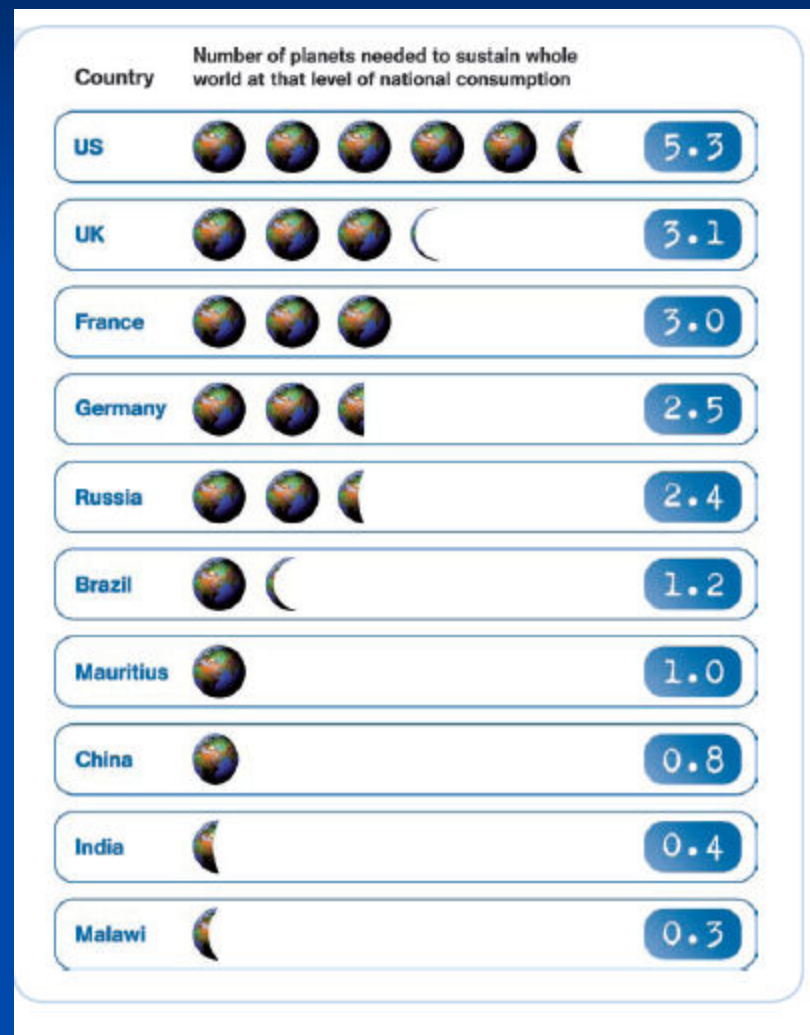 Number of planets needed to sustain whole
Country world at that level of national consumption
US 5.3
UK 3.1
France 3.0
Germany 2.5
Russia 2.4
Brazil 1.2
Mauritius 1.0
China 0.8
India 0.4
Malawi 0.3